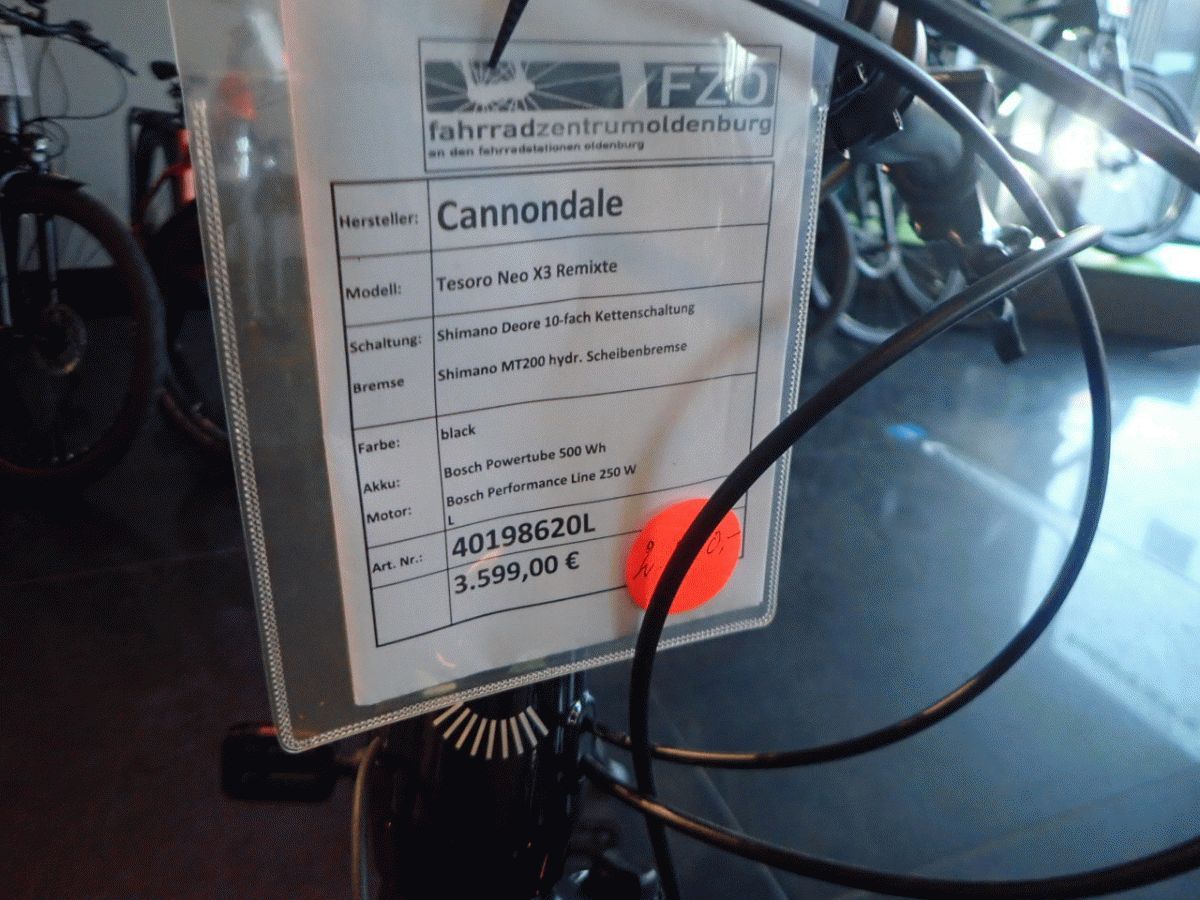 FZO
fahrradzentrumoldenburg
an den fahrradstationen oldenburg
Hersteller: Cannondale
Modell: Tesoro Neo X3 Remixte
Schaltung: Shimano Deore 10-fach Kettenschaltung
Bremse Shimano MT200 hydr. Scheibenbremse
Farbe: black
Akku: Bosch Powertube 500 Wh
Motor: Bosch Performance Line 250 W
L
Art. Nr.: 40198620L
3.599,00 €